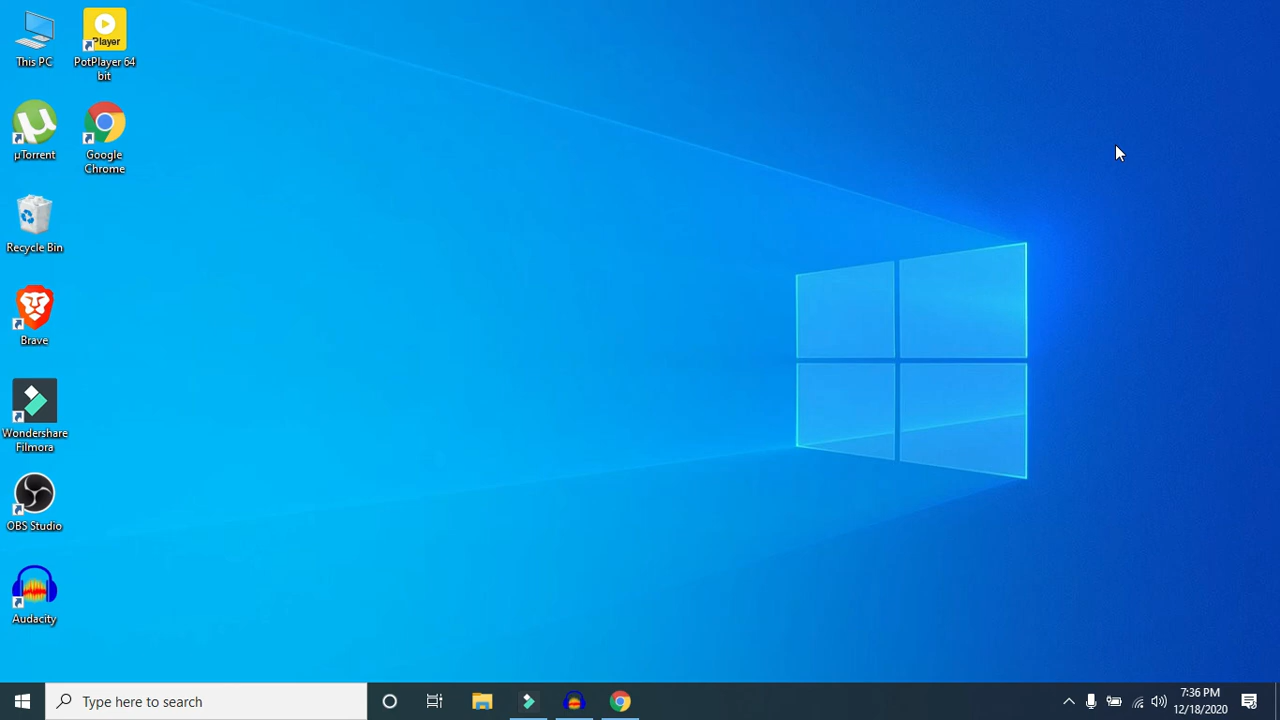 This PC
Player
PotPlayer 64
bit
µTorrent
Google
Chrome
Recycle Bin
Brave
Wondershare
Filmora
OBS Studio
Audacity
Type here to search
7:36 PM
12/18/2020